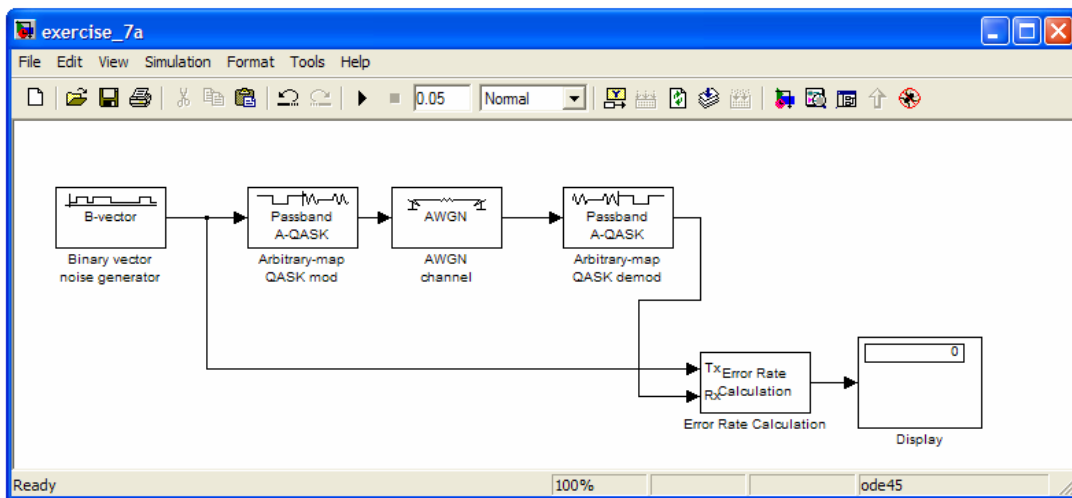 exercise_7a
File Edit View Simulation Format Tools Help
0.05 Normal
B-vector
Binary vector
noise generator
Passband
A-QASK
Arbitrary-map
QASK mod
AWGN
AWGN
channel
Passband
A-QASK
Arbitrary-map
QASK demod
Tx
Rx
Error Rate
Calculation
Error Rate Calculation
0
Display
Ready 100% ode45